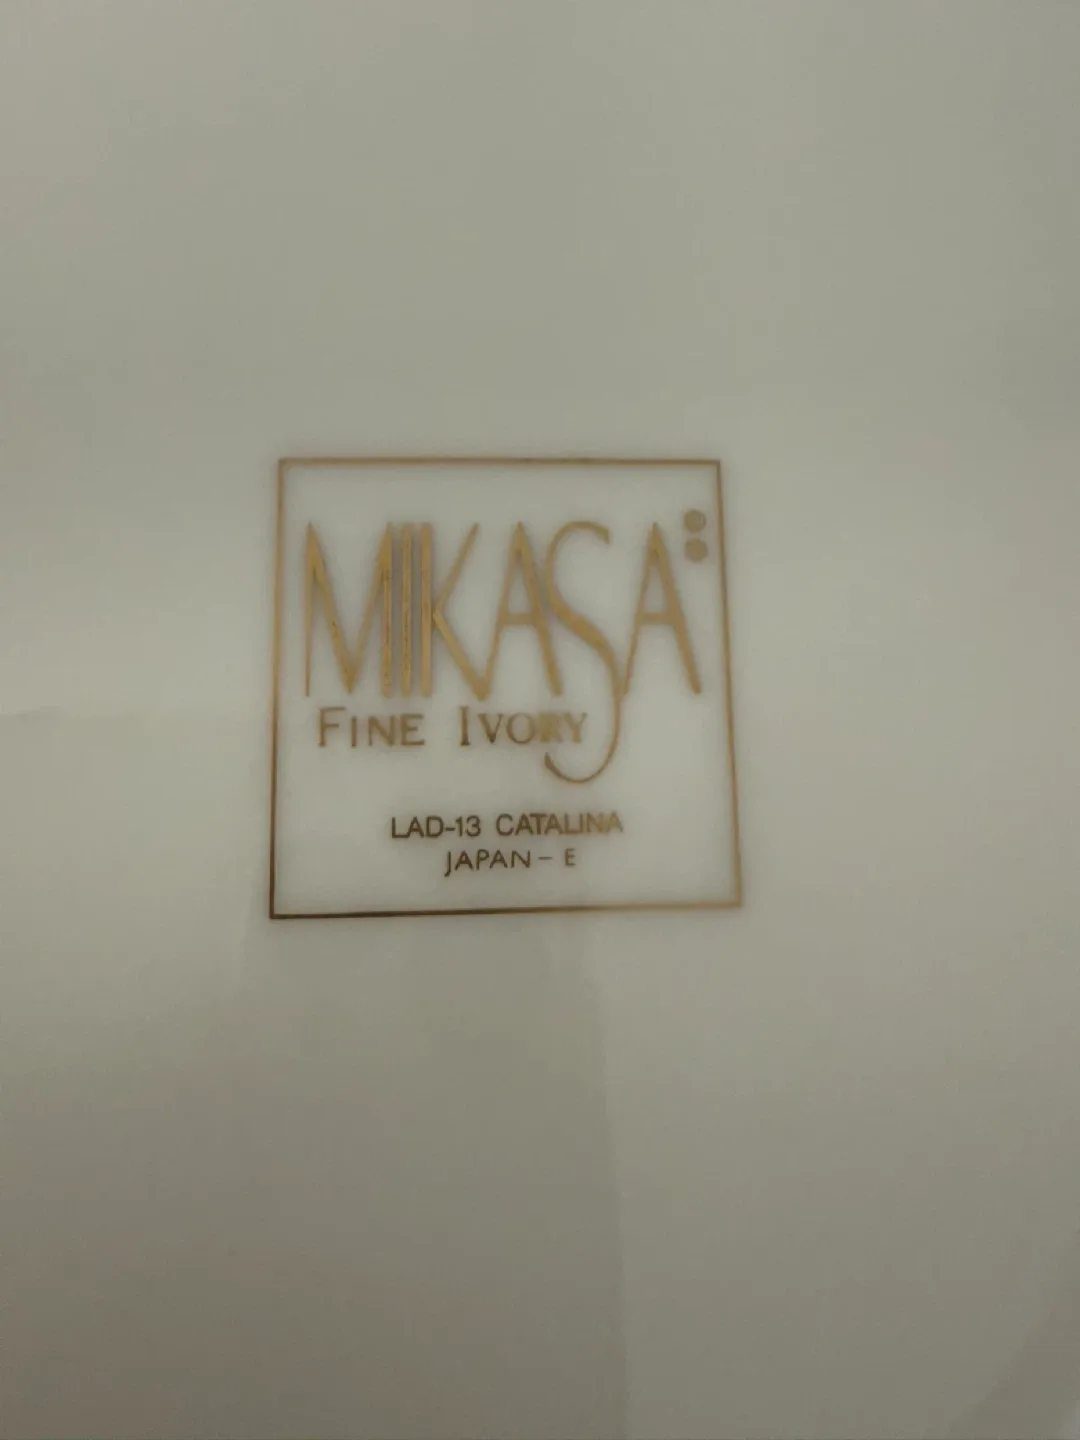 MIKASA
FINE IVORY
LAD-13 CATALINA
JAPAN - E